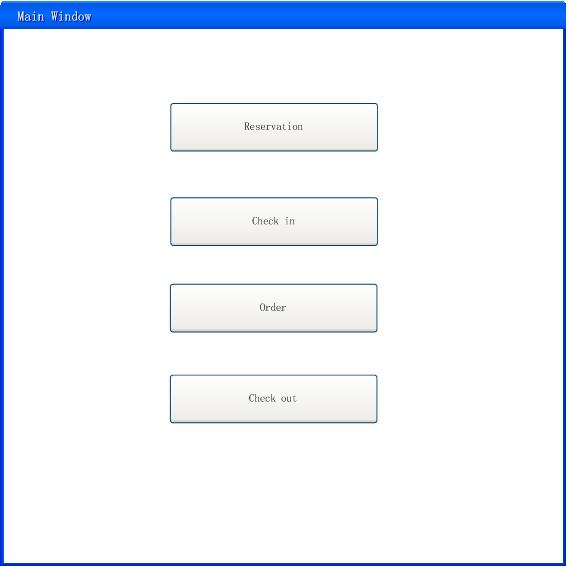 Main Window
Reservation
Check in
Order
Check out